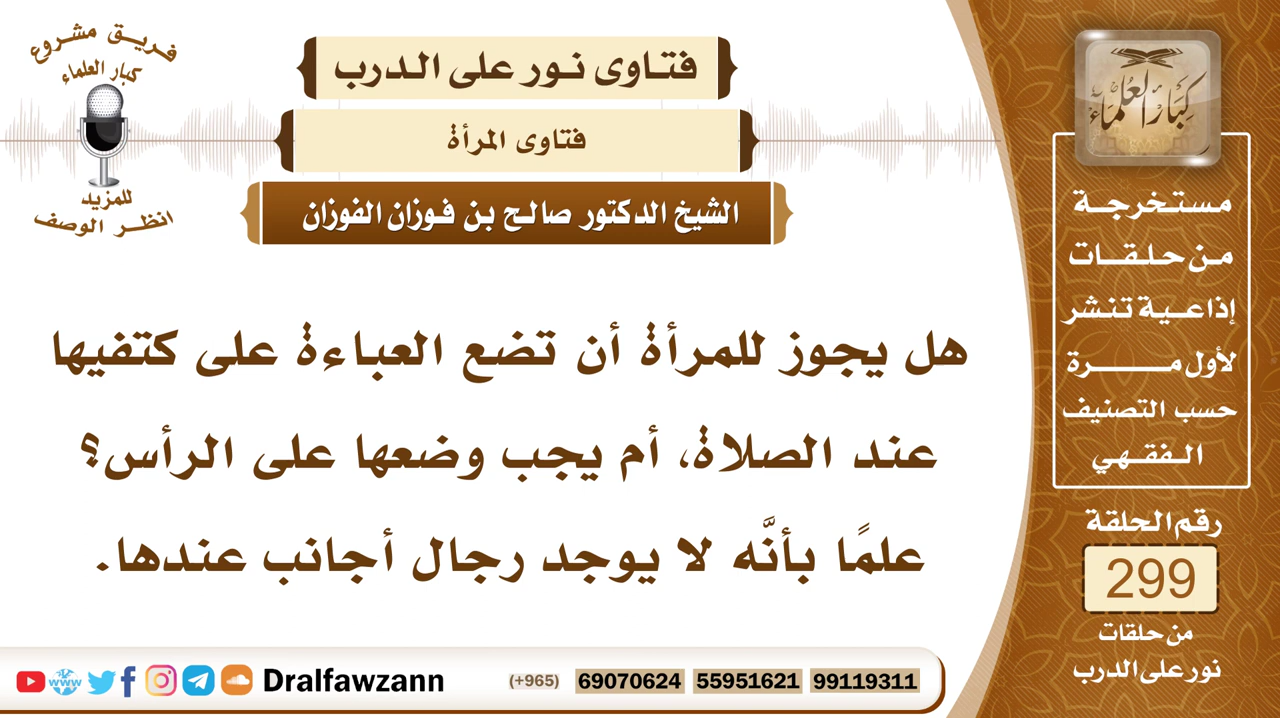 فتاوى نور على الدرب
فتاوى المرأة
الشيخ الدكتور صالح بن فوزان الفوزان
فريق مشروع
كبار العلماء
للمزيد
انظر الوصف
كبار العلماء
مستخرجة
من حلقات
إذاعية تنشر
لأول مرة
حسب التصنيف
الفقهي
رقم الحلقة
299
من حلقات
نور على الدرب
هل يجوز للمرأة أن تضع العباءة على كتفيها
عند الصلاة، أم يجب وضعها على الرأس؟
علمًا بأنَّه لا يوجد رجال أجانب عندها.
www Dralfawzann (+965) 69070624 55951621 99119311